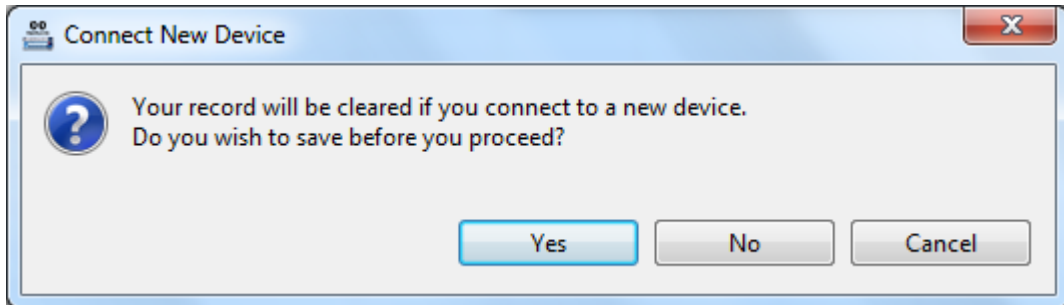 Connect New Device
Your record will be cleared if you connect to a new device.
Do you wish to save before you proceed?
Yes No Cancel